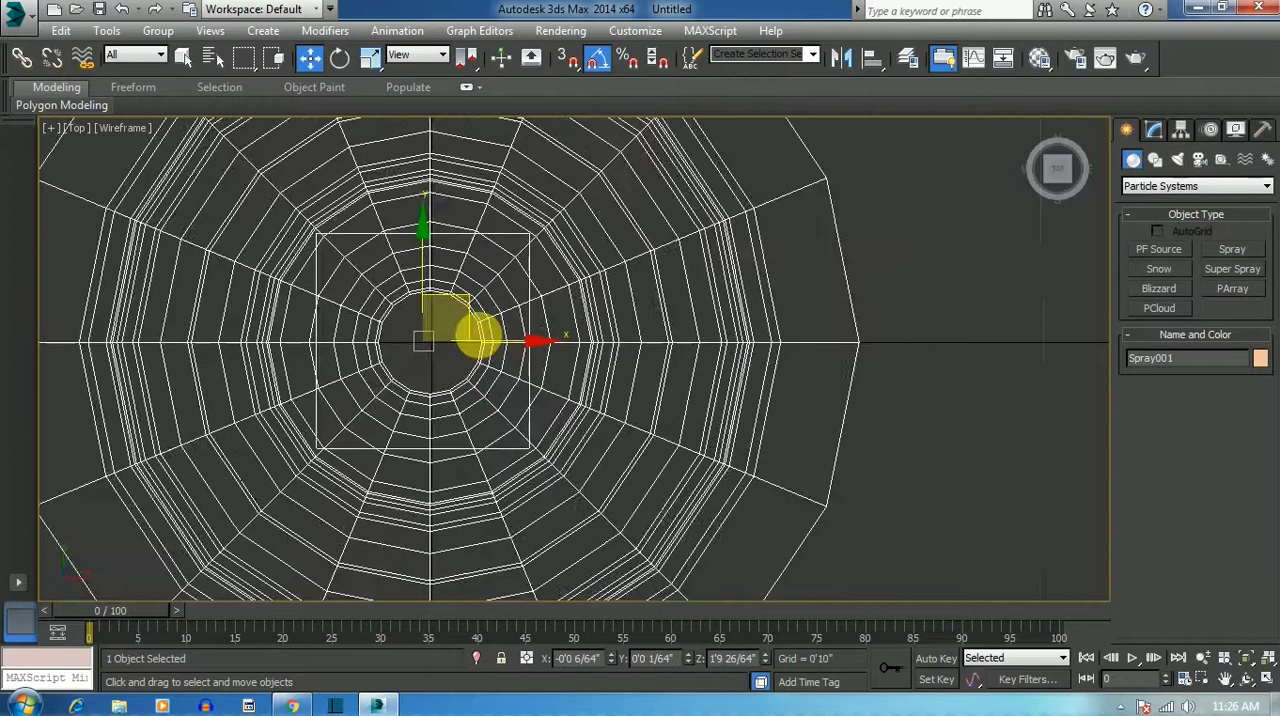 Workspace: Default
Autodesk 3ds Max 2014 x64 Untitled
Type a keyword or phrase
Edit Tools Group Views Create Modifiers Animation Graph Editors Rendering Customize MAXScript Help
All View Create Selection Se
Modeling Freeform Selection Object Paint Populate
Polygon Modeling
[+] [Top] [Wireframe]
TOP
y
x
Particle Systems
Object Type
AutoGrid
PF Source Spray
Snow Super Spray
Blizzard PArray
PCloud
Name and Color
Spray001
0 / 100
0 5 10 15 20 25 30 35 40 45 50 55 60 65 70 75 80 85 90 95 100
1 Object Selected X: -0'0 6/64" Y: 0'0 1/64" Z: 1'9 26/64" Grid = 0'10" Auto Key Selected
MAXScript Mi Click and drag to select and move objects Add Time Tag Set Key Key Filters... 0
11:26 AM